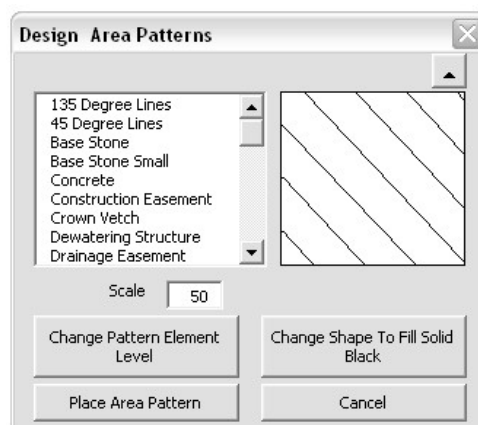 Design Area Patterns
135 Degree Lines
45 Degree Lines
Base Stone
Base Stone Small
Concrete
Construction Easement
Crown Vetch
Dewatering Structure
Drainage Easement
Scale 50
Change Pattern Element
Level
Change Shape To Fill Solid
Black
Place Area Pattern
Cancel